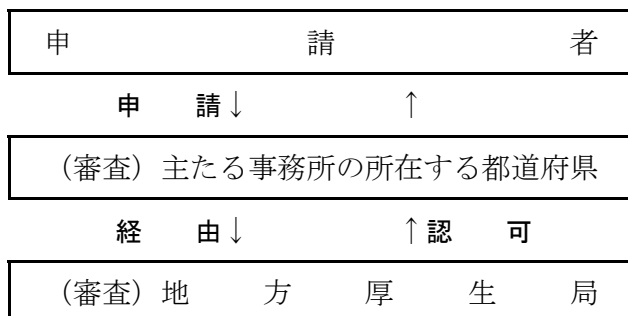 申請者
申請↓ ↑
（審査）主たる事務所の所在する都道府県
経由↓ ↑認可
（審査）地方厚生局